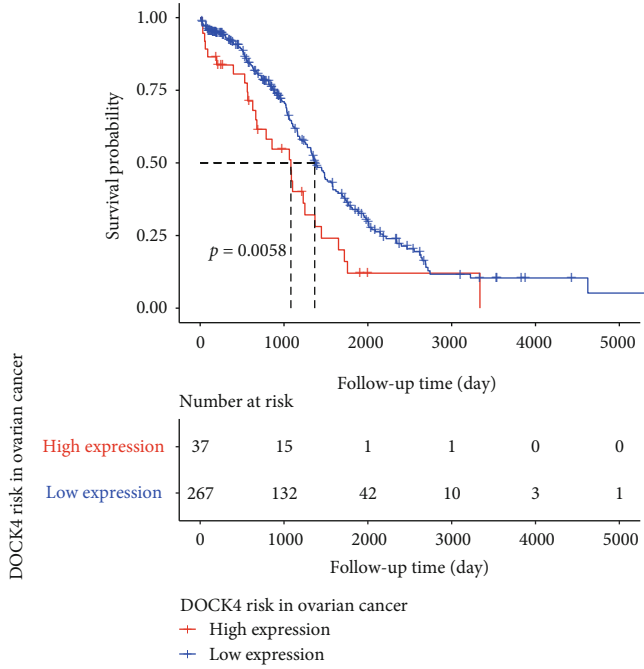 1.00
0.75
0.50
0.25
0.00
Survival probability
p = 0.0058
0 1000 2000 3000 4000 5000
Follow-up time (day)
DOCK4 risk in ovarian cancer
Number at risk
High expression 37 15 1 1 0 0
Low expression 267 132 42 10 3 1
0 1000 2000 3000 4000 5000
Follow-up time (day)
DOCK4 risk in ovarian cancer
High expression
Low expression